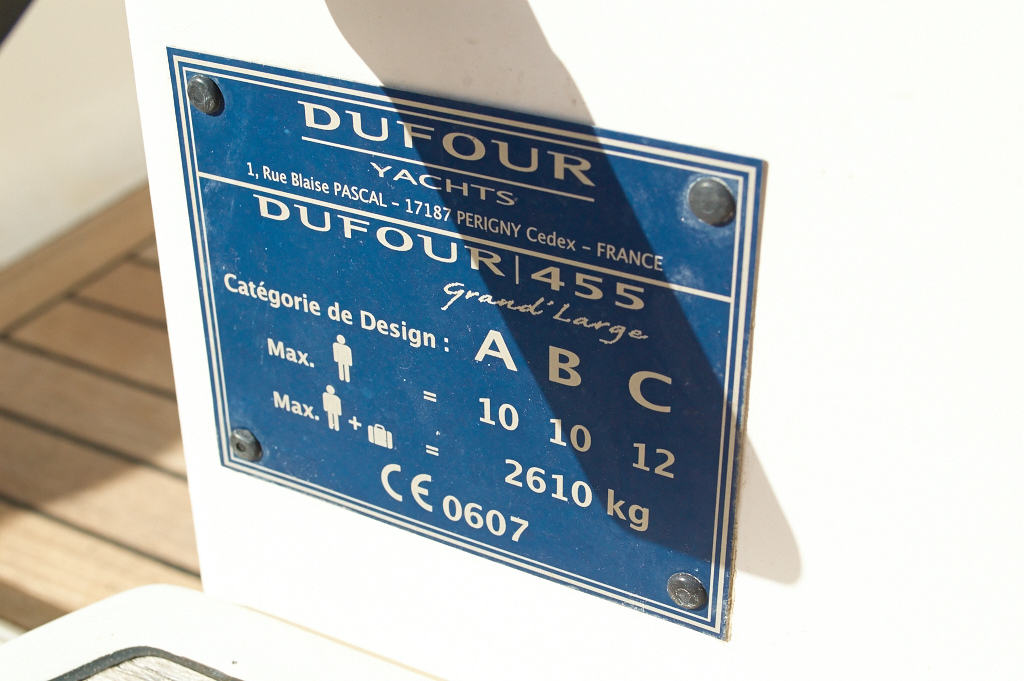 DUFOUR
YACHTS
1, Rue Blaise PASCAL - 17187 PERIGNY Cedex - FRANCE
DUFOUR|455
Grand'Large
Catégorie de Design : A B C
Max. = 10 10 12
Max. + = 2610 kg
CE 0607